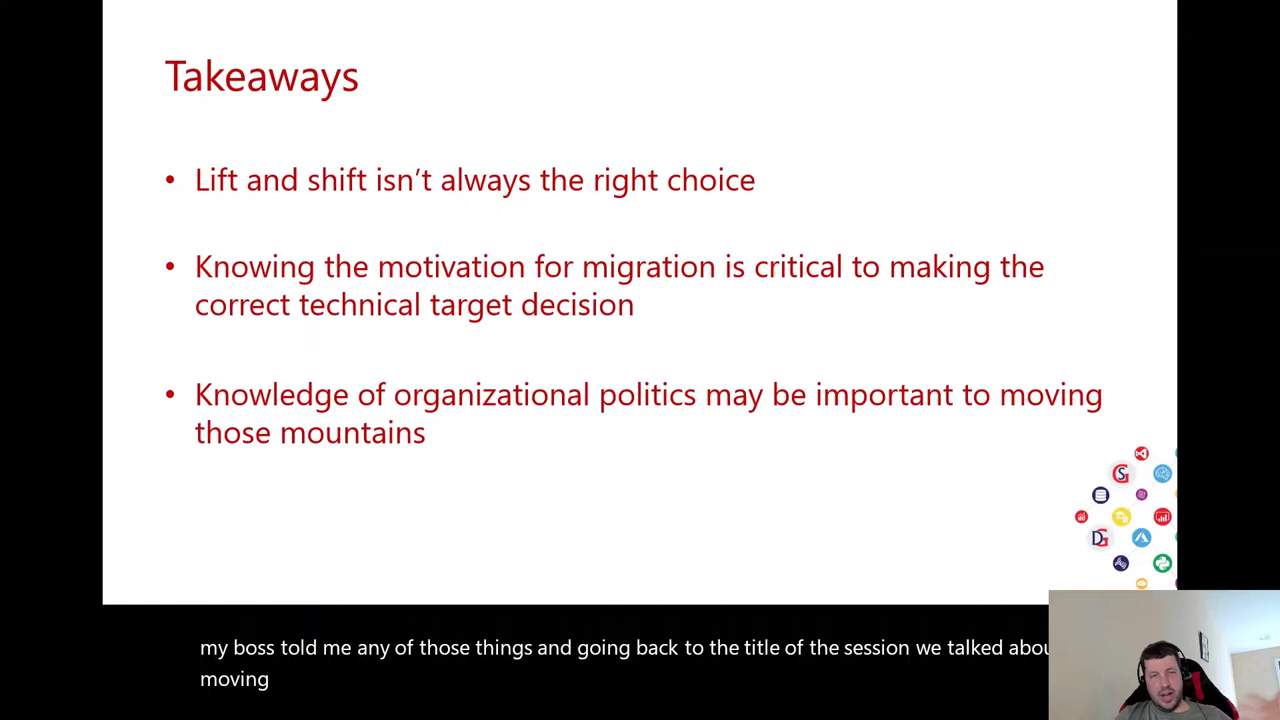 Takeaways
• Lift and shift isn’t always the right choice
• Knowing the motivation for migration is critical to making the
correct technical target decision
• Knowledge of organizational politics may be important to moving
those mountains
GS
DG
my boss told me any of those things and going back to the title of the session we talked abou
moving